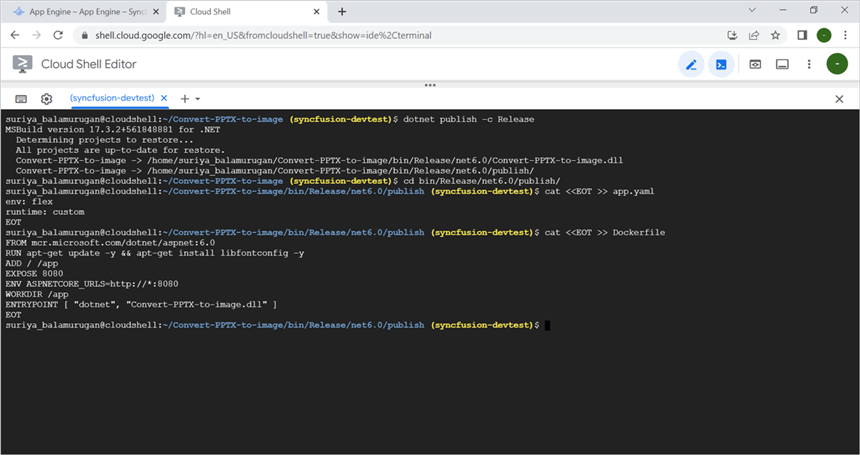 App Engine – App Engine – Sync
Cloud Shell
shell.cloud.google.com/?hl=en_US&fromcloudshell=true&show=ide%2Cterminal
Cloud Shell Editor
(syncfusion-devtest)
suriya_balamurugan@cloudshell:~/Convert-PPTX-to-image (syncfusion-devtest)$ dotnet publish -c Release
MSBuild version 17.3.2+561848881 for .NET
  Determining projects to restore...
  All projects are up-to-date for restore.
  Convert-PPTX-to-image -> /home/suriya_balamurugan/Convert-PPTX-to-image/bin/Release/net6.0/Convert-PPTX-to-image.dll
  Convert-PPTX-to-image -> /home/suriya_balamurugan/Convert-PPTX-to-image/bin/Release/net6.0/publish/
suriya_balamurugan@cloudshell:~/Convert-PPTX-to-image (syncfusion-devtest)$ cd bin/Release/net6.0/publish/
suriya_balamurugan@cloudshell:~/Convert-PPTX-to-image/bin/Release/net6.0/publish (syncfusion-devtest)$ cat <<EOT >> app.yaml
env: flex
runtime: custom
EOT
suriya_balamurugan@cloudshell:~/Convert-PPTX-to-image/bin/Release/net6.0/publish (syncfusion-devtest)$ cat <<EOT >> Dockerfile
FROM mcr.microsoft.com/dotnet/aspnet:6.0
RUN apt-get update -y && apt-get install libfontconfig -y
ADD / /app
EXPOSE 8080
ENV ASPNETCORE_URLS=http://*:8080
WORKDIR /app
ENTRYPOINT [ "dotnet", "Convert-PPTX-to-image.dll" ]
EOT
suriya_balamurugan@cloudshell:~/Convert-PPTX-to-image/bin/Release/net6.0/publish (syncfusion-devtest)$